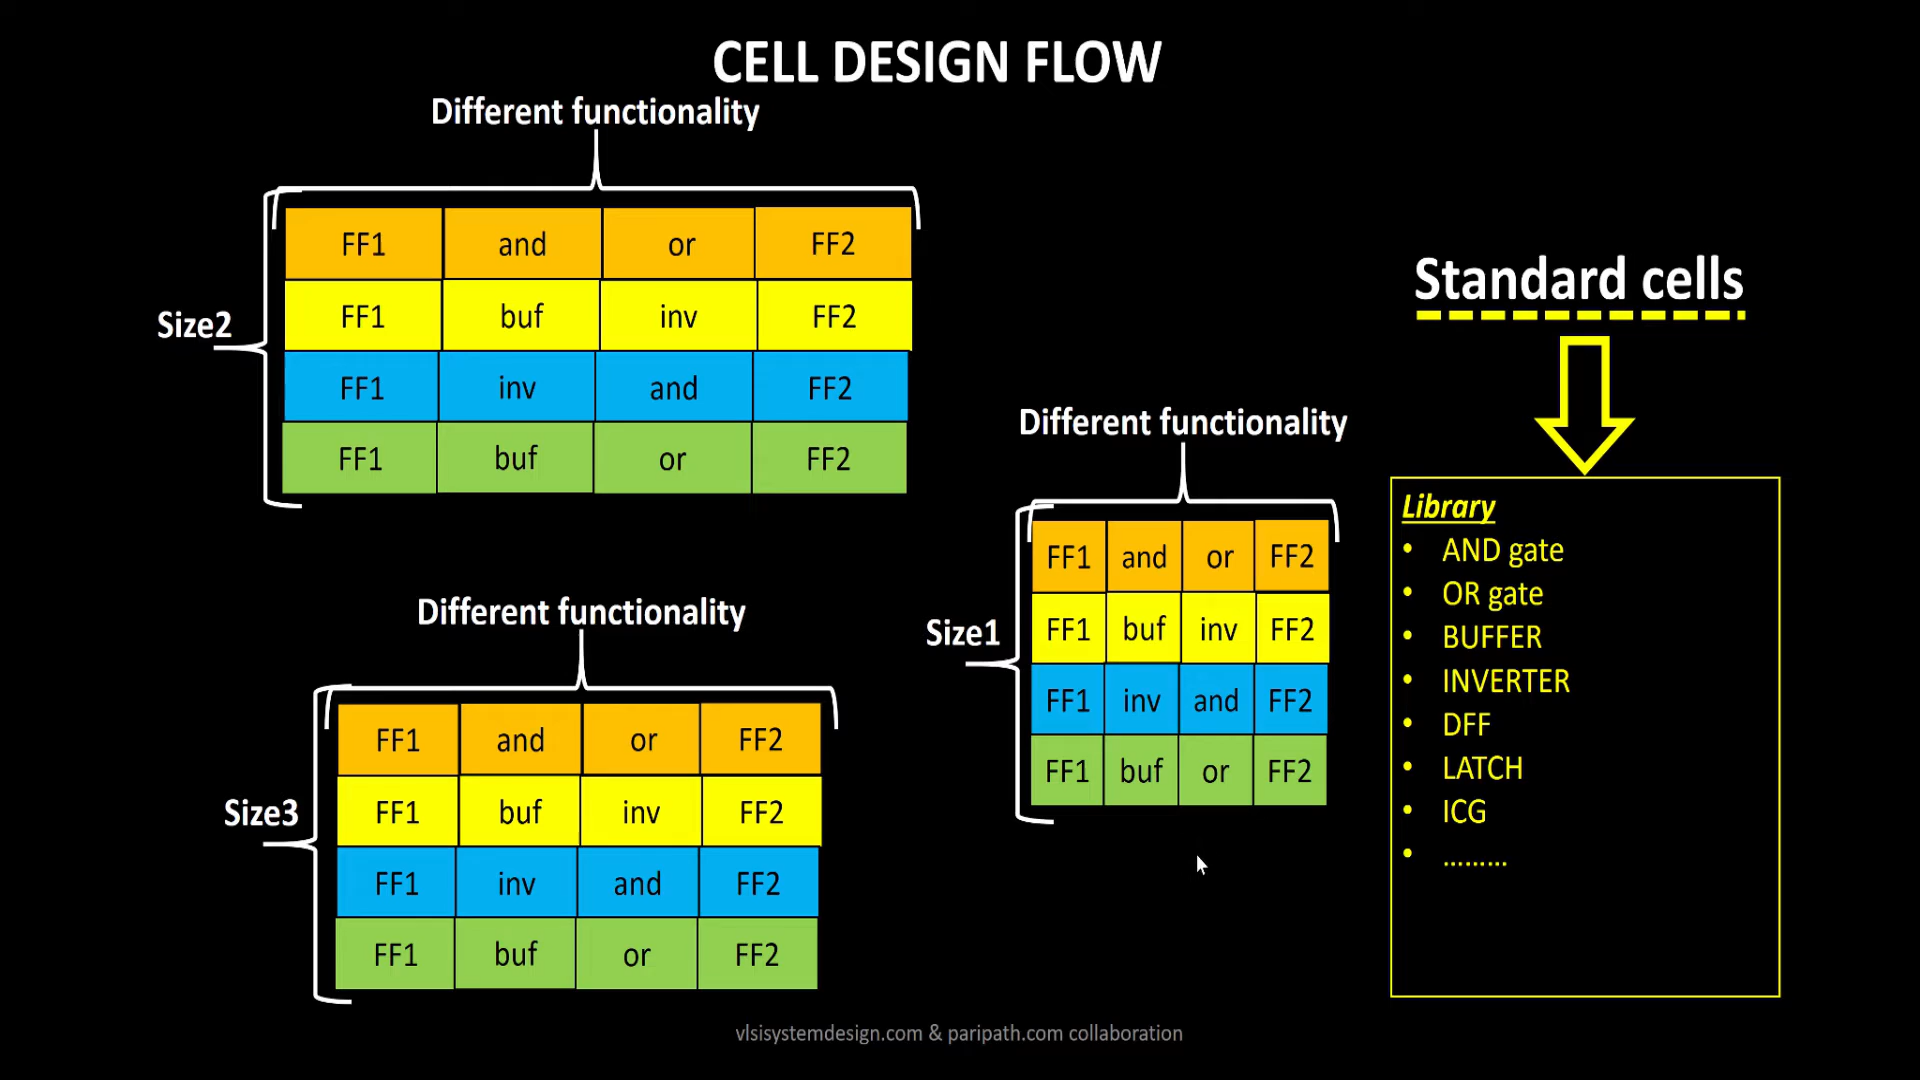 CELL DESIGN FLOW
Different functionality
Size2
FF1 and or FF2
FF1 buf inv FF2
FF1 inv and FF2
FF1 buf or FF2
Different functionality
Size3
FF1 and or FF2
FF1 buf inv FF2
FF1 inv and FF2
FF1 buf or FF2
Different functionality
Size1
FF1 and or FF2
FF1 buf inv FF2
FF1 inv and FF2
FF1 buf or FF2
Standard cells
Library
• AND gate
• OR gate
• BUFFER
• INVERTER
• DFF
• LATCH
• ICG
• .........
vlsisystemdesign.com & paripath.com collaboration